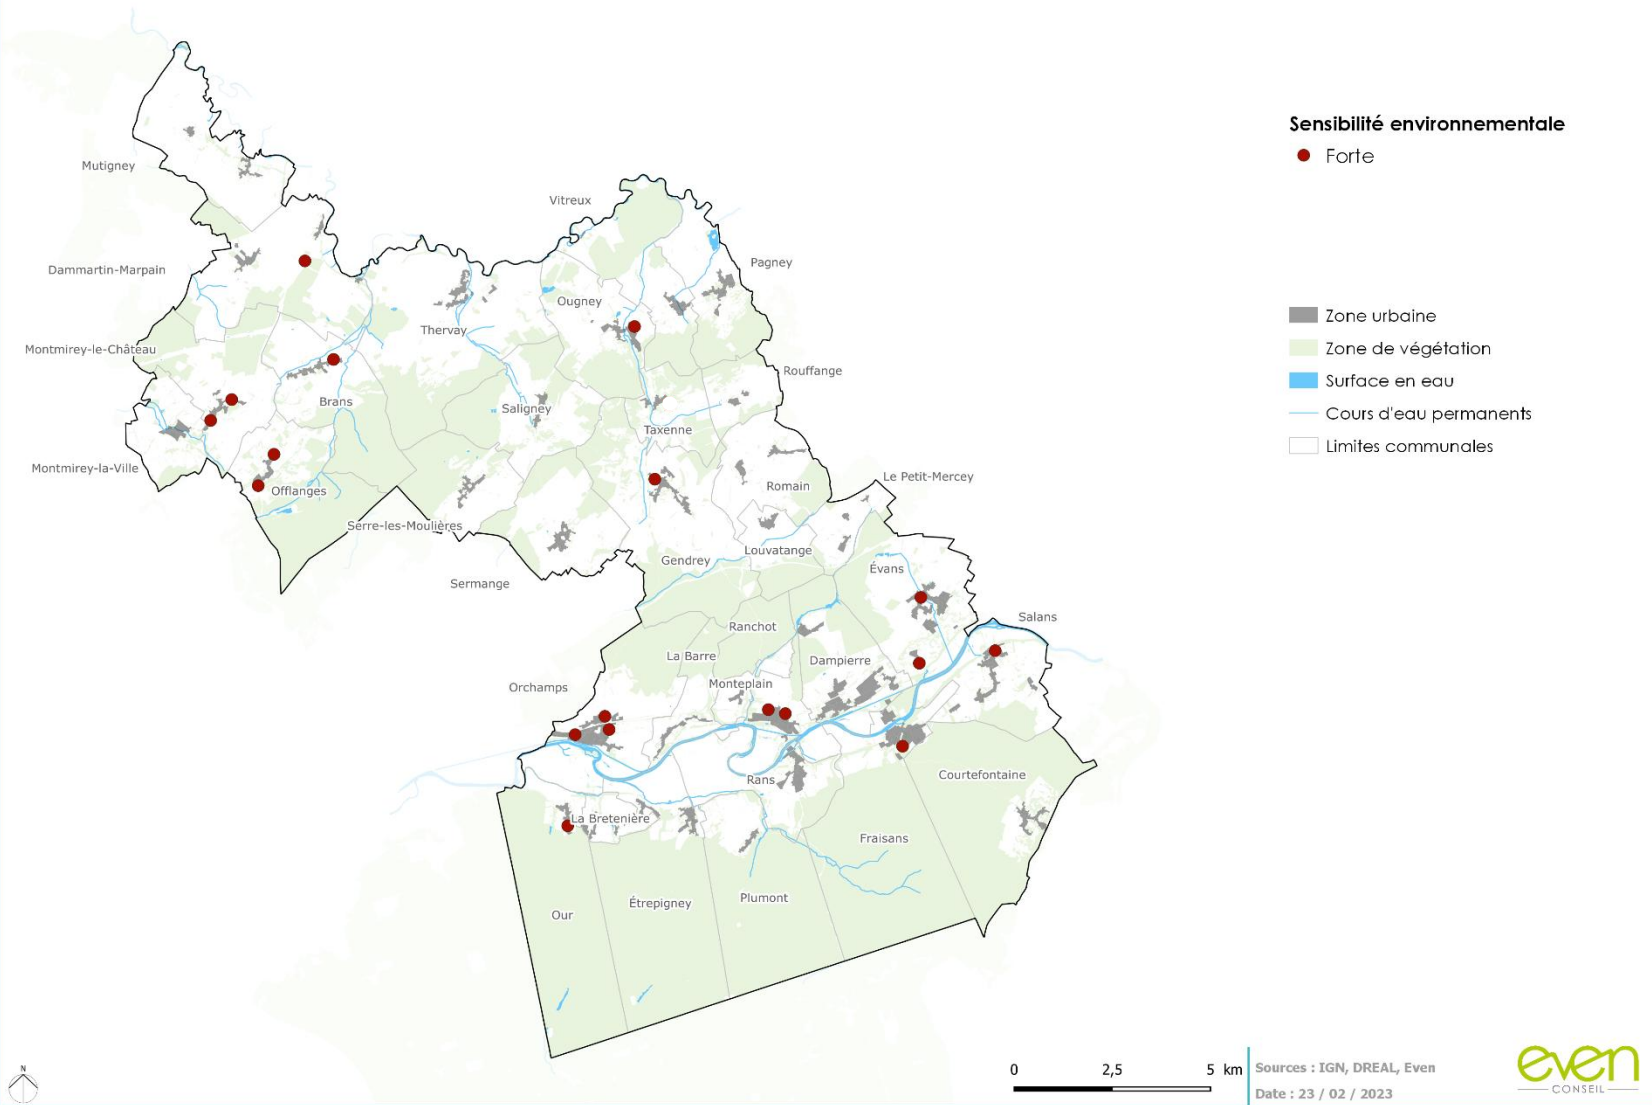 Mutigney
Vitreux
Dammartin-Marpain
Pagney
Ougney
Thervay
Montmirey-le-Château
Rouffange
Brans
Saligney
Taxenne
Montmirey-la-Ville
Le Petit-Mercey
Offlanges
Romain
Serre-les-Moulières
Louvatange
Gendrey
Évans
Sermange
Salans
Ranchot
La Barre
Dampierre
Orchamps
Monteplain
Rans
Courtefontaine
La Bretenière
Fraisans
Plumont
Étrepigney
Our
Sensibilité environnementale
Forte
Zone urbaine
Zone de végétation
Surface en eau
Cours d'eau permanents
Limites communales
N
0 2,5 5 km
Sources : IGN, DREAL, Even
Date : 23 / 02 / 2023
even
CONSEIL